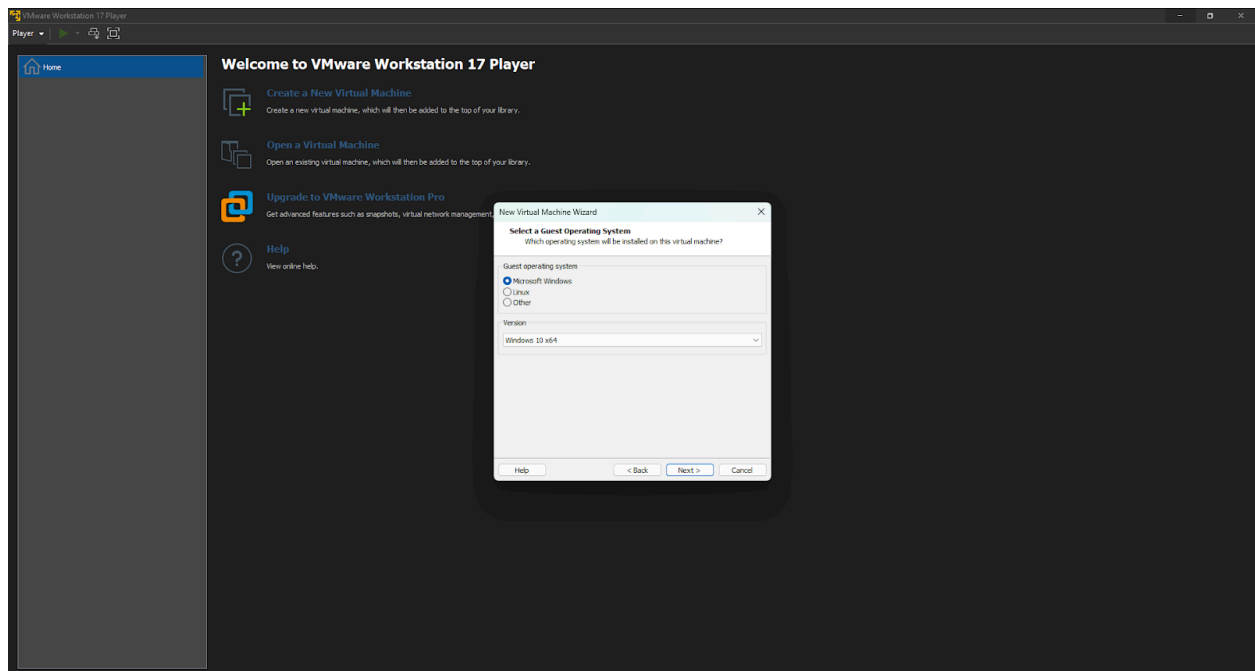 VMware Workstation 17 Player
Player
Home
Welcome to VMware Workstation 17 Player
Create a New Virtual Machine
Create a new virtual machine, which will then be added to the top of your library.
Open a Virtual Machine
Open an existing virtual machine, which will then be added to the top of your library.
Upgrade to VMware Workstation Pro
Get advanced features such as snapshots, virtual network management,
Help
View online help.
New Virtual Machine Wizard
Select a Guest Operating System
Which operating system will be installed on this virtual machine?
Guest operating system
Microsoft Windows
Linux
Other
Version
Windows 10 x64
Help
< Back
Next >
Cancel